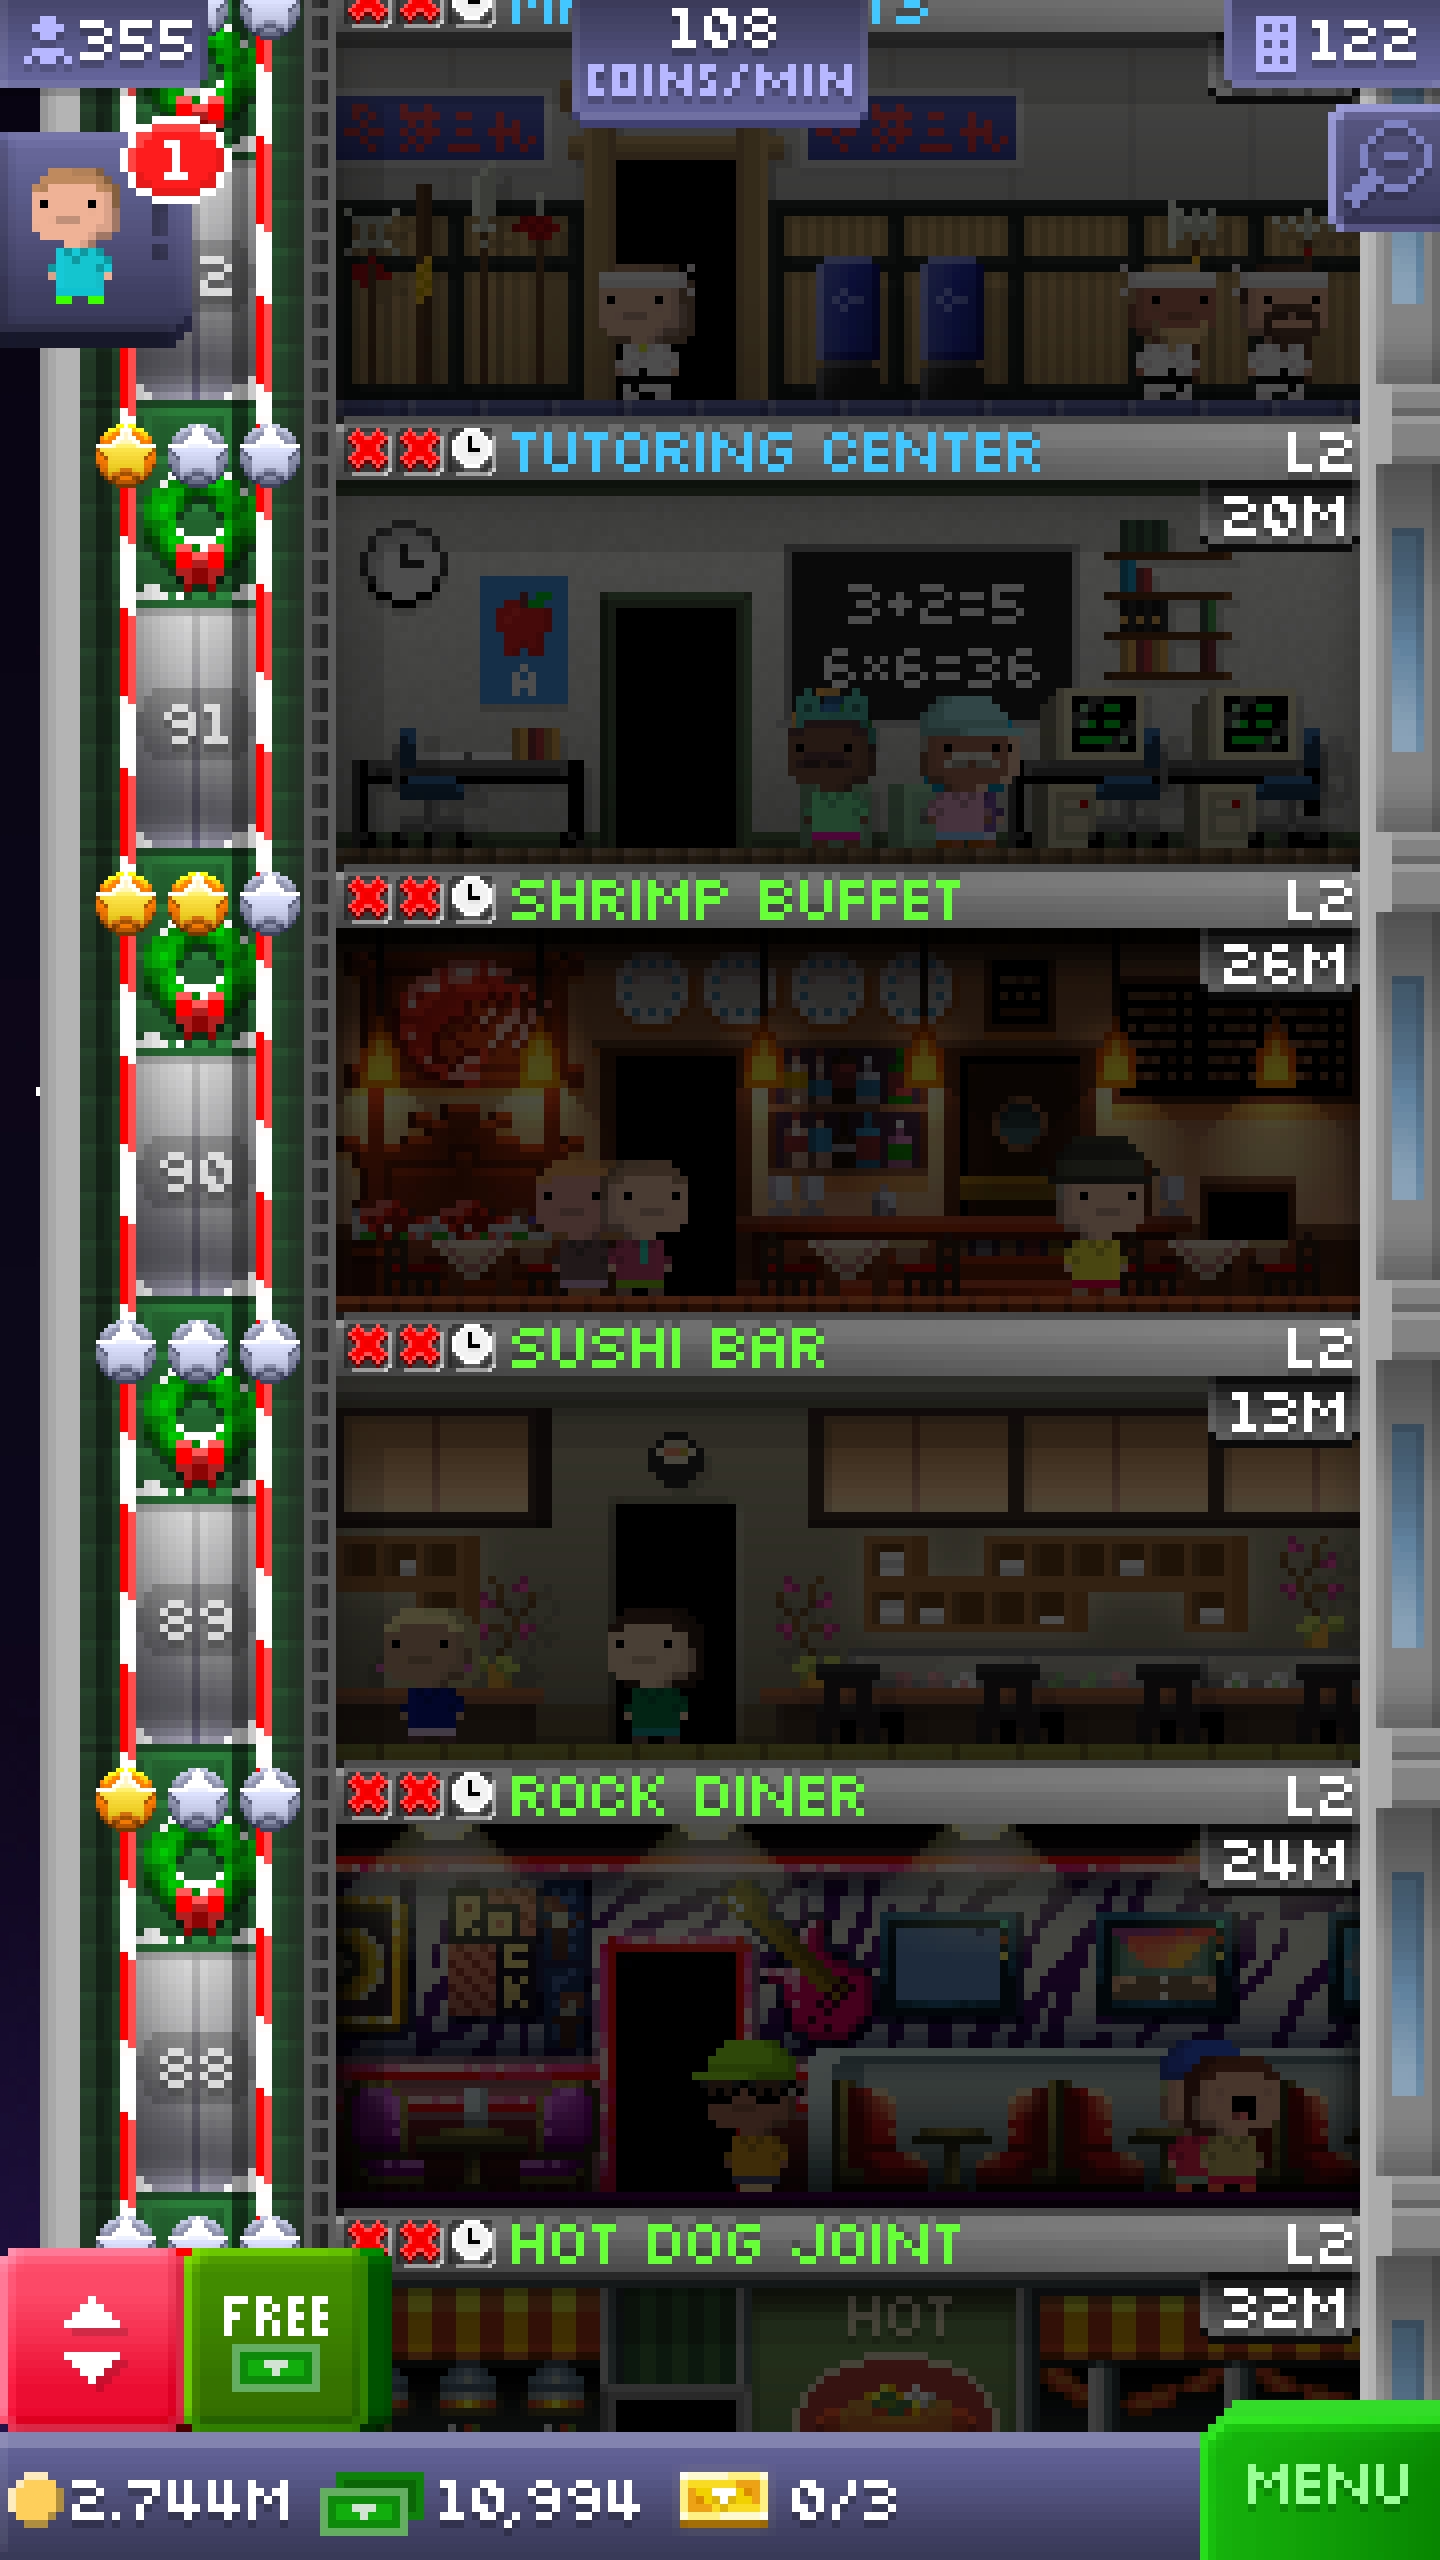 355
108
COINS/MIN
122
1
2
TUTORING CENTER
L2
20M
3+2=5
6×6=36
A
91
SHRIMP BUFFET
L2
26M
90
SUSHI BAR
L2
13M
89
ROCK DINER
L2
24M
88
HOT DOG JOINT
L2
32M
HOT
FREE
2.744M
10,994
0/3
MENU